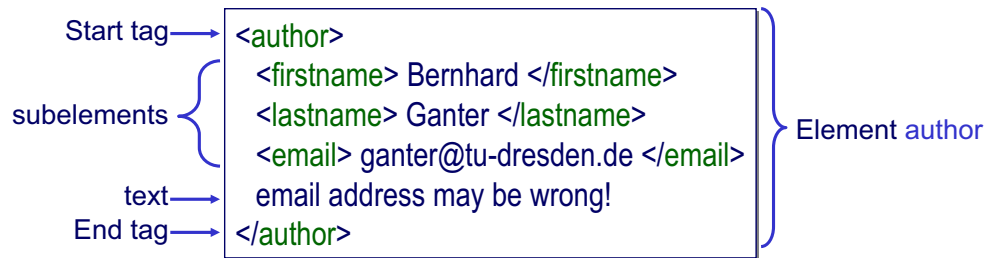 Start tag <author>
<firstname> Bernhard </firstname>
subelements <lastname> Ganter </lastname> Element author
<email> ganter@tu-dresden.de </email>
text email address may be wrong!
End tag </author>